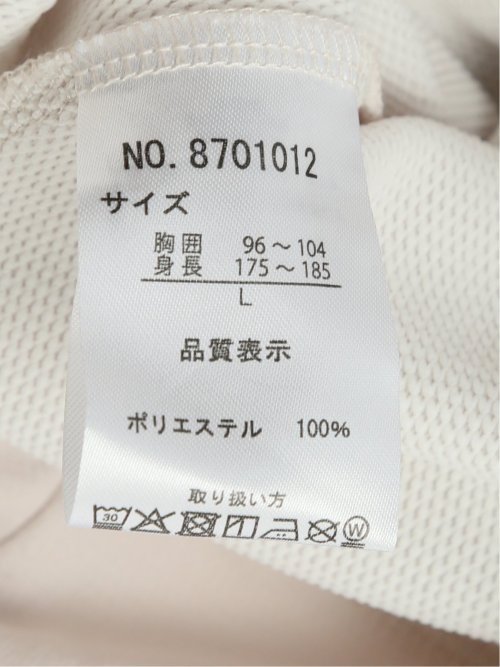 NO. 8701012
サイズ
胸囲 96～104
身長 175～185
L
品質表示
ポリエステル 100%
取り扱い方
30
W